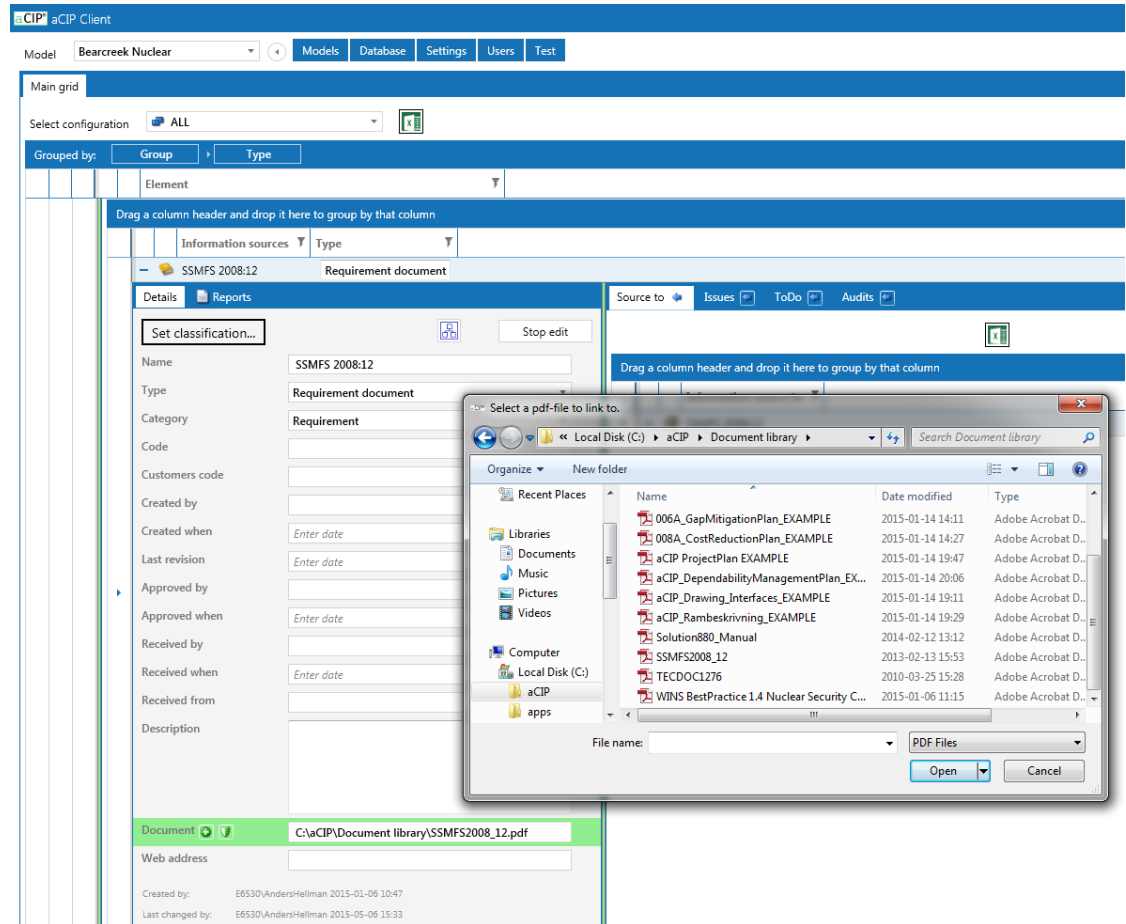 aCIP® aCIP Client
Model Bearcreek Nuclear Models Database Settings Users Test
Main grid
Select configuration ALL
Grouped by: Group Type
Element
Drag a column header and drop it here to group by that column
Information sources Type
SSMFS 2008:12 Requirement document
Details Reports
Set classification... Stop edit
Name SSMFS 2008:12
Type Requirement document
Category Requirement
Code
Customers code
Created by
Created when Enter date
Last revision Enter date
Approved by
Approved when Enter date
Received by
Received when Enter date
Received from
Description
Document C:\aCIP\Document library\SSMFS2008_12.pdf
Web address
Created by: E6530\AndersHellman 2015-01-06 10:47
Last changed by: E6530\AndersHellman 2015-05-06 15:33
Source to Issues ToDo Audits
Drag a column header and drop it here to group by that column
Select a pdf-file to link to.
« Local Disk (C:) aCIP Document library Search Document library
Organize New folder
Recent Places
Libraries
Documents
Music
Pictures
Videos
Computer
Local Disk (C:)
aCIP
apps
Name Date modified Type
006A_GapMitigationPlan_EXAMPLE 2015-01-14 14:11 Adobe Acrobat D...
008A_CostReductionPlan_EXAMPLE 2015-01-14 14:27 Adobe Acrobat D...
aCIP ProjectPlan EXAMPLE 2015-01-14 19:47 Adobe Acrobat D...
aCIP_DependabilityManagementPlan_EX... 2015-01-14 20:06 Adobe Acrobat D...
aCIP_Drawing_Interfaces_EXAMPLE 2015-01-14 19:11 Adobe Acrobat D...
aCIP_Rambeskrivning_EXAMPLE 2015-01-14 19:29 Adobe Acrobat D...
Solution880_Manual 2014-02-12 13:12 Adobe Acrobat D...
SSMFS2008_12 2013-02-13 15:53 Adobe Acrobat D...
TECDOC1276 2010-03-25 15:28 Adobe Acrobat D...
WINS BestPractice 1.4 Nuclear Security C... 2015-01-06 11:15 Adobe Acrobat D...
File name: PDF Files
Open Cancel